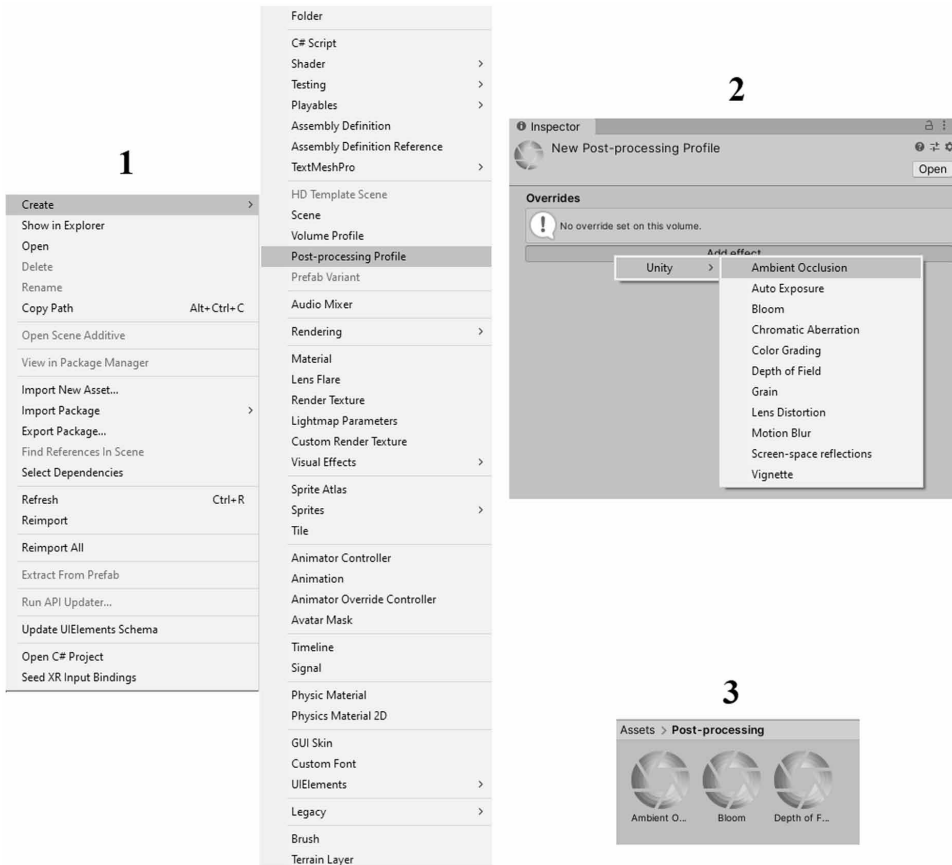 1
Create >
Show in Explorer
Open
Delete
Rename
Copy Path Alt+Ctrl+C
Open Scene Additive
View in Package Manager
Import New Asset...
Import Package >
Export Package...
Find References In Scene
Select Dependencies
Refresh Ctrl+R
Reimport
Reimport All
Extract From Prefab
Run API Updater...
Update UIElements Schema
Open C# Project
Seed XR Input Bindings
Folder
C# Script
Shader >
Testing >
Playables >
Assembly Definition
Assembly Definition Reference
TextMeshPro >
HD Template Scene
Scene
Volume Profile
Post-processing Profile
Prefab Variant
Audio Mixer
Rendering >
Material
Lens Flare
Render Texture
Lightmap Parameters
Custom Render Texture
Visual Effects >
Sprite Atlas
Sprites >
Tile
Animator Controller
Animation
Animator Override Controller
Avatar Mask
Timeline
Signal
Physic Material
Physics Material 2D
GUI Skin
Custom Font
UIElements >
Legacy >
Brush
Terrain Layer
2
Inspector
New Post-processing Profile
Open
Overrides
No override set on this volume.
Add effect
Unity >
Ambient Occlusion
Auto Exposure
Bloom
Chromatic Aberration
Color Grading
Depth of Field
Grain
Lens Distortion
Motion Blur
Screen-space reflections
Vignette
3
Assets > Post-processing
Ambient O... Bloom Depth of F...